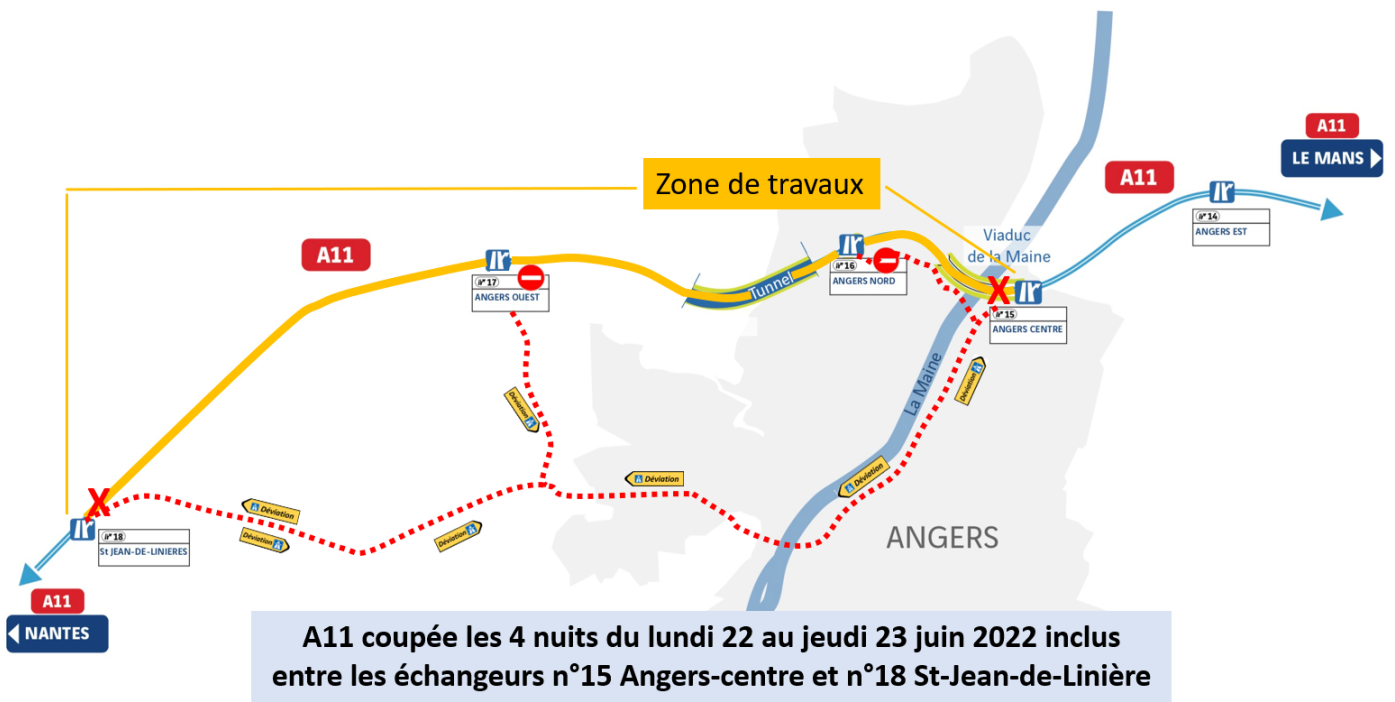 A11
LE MANS
Zone de travaux
A11
n° 14
ANGERS EST
Viaduc
de la Maine
A11
n° 17
ANGERS OUEST
Tunnel
n° 16
ANGERS NORD
n° 15
ANGERS CENTRE
La Maine
Déviation
Déviation
Déviation
Déviation
Déviation
Déviation
Déviation
ANGERS
n° 18
St JEAN-DE-LINIERES
A11
NANTES
A11 coupée les 4 nuits du lundi 22 au jeudi 23 juin 2022 inclus
entre les échangeurs n°15 Angers-centre et n°18 St-Jean-de-Linière